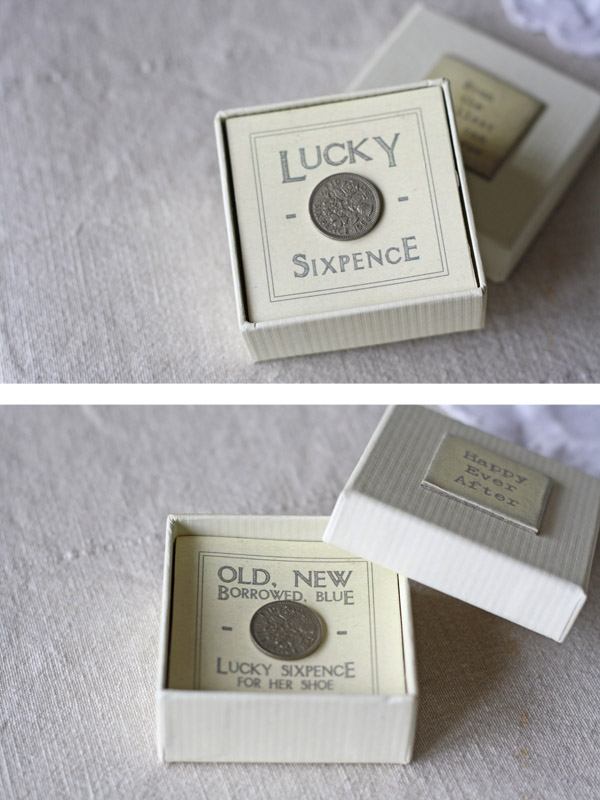 LUCKY
- -
SIXPENCE
Happy
Ever
After
OLD, NEW
BORROWED, BLUE
- -
LUCKY SIXPENCE
FOR HER SHOE